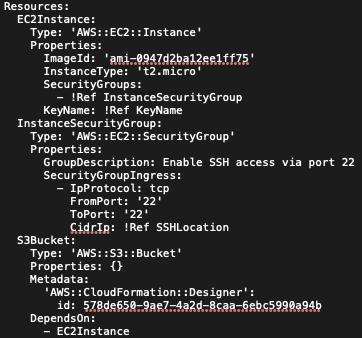 Resources:
  EC2Instance:
    Type: 'AWS::EC2::Instance'
    Properties:
      ImageId: 'ami-0947d2ba12ee1ff75'
      InstanceType: 't2.micro'
      SecurityGroups:
        - !Ref InstanceSecurityGroup
      KeyName: !Ref KeyName
  InstanceSecurityGroup:
    Type: 'AWS::EC2::SecurityGroup'
    Properties:
      GroupDescription: Enable SSH access via port 22
      SecurityGroupIngress:
        - IpProtocol: tcp
          FromPort: '22'
          ToPort: '22'
          CidrIp: !Ref SSHLocation
  S3Bucket:
    Type: 'AWS::S3::Bucket'
    Properties: {}
    Metadata:
      'AWS::CloudFormation::Designer':
        id: 578de650-9ae7-4a2d-8caa-6ebc5990a94b
    DependsOn:
      - EC2Instance